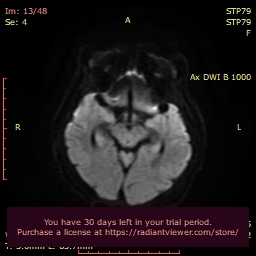 Im: 13/48
Se: 4
A
STP79
STP79
F
Ax DWI B 1000
R
L
You have 30 days left in your trial period.
Purchase a license at https://radiantviewer.com/store/